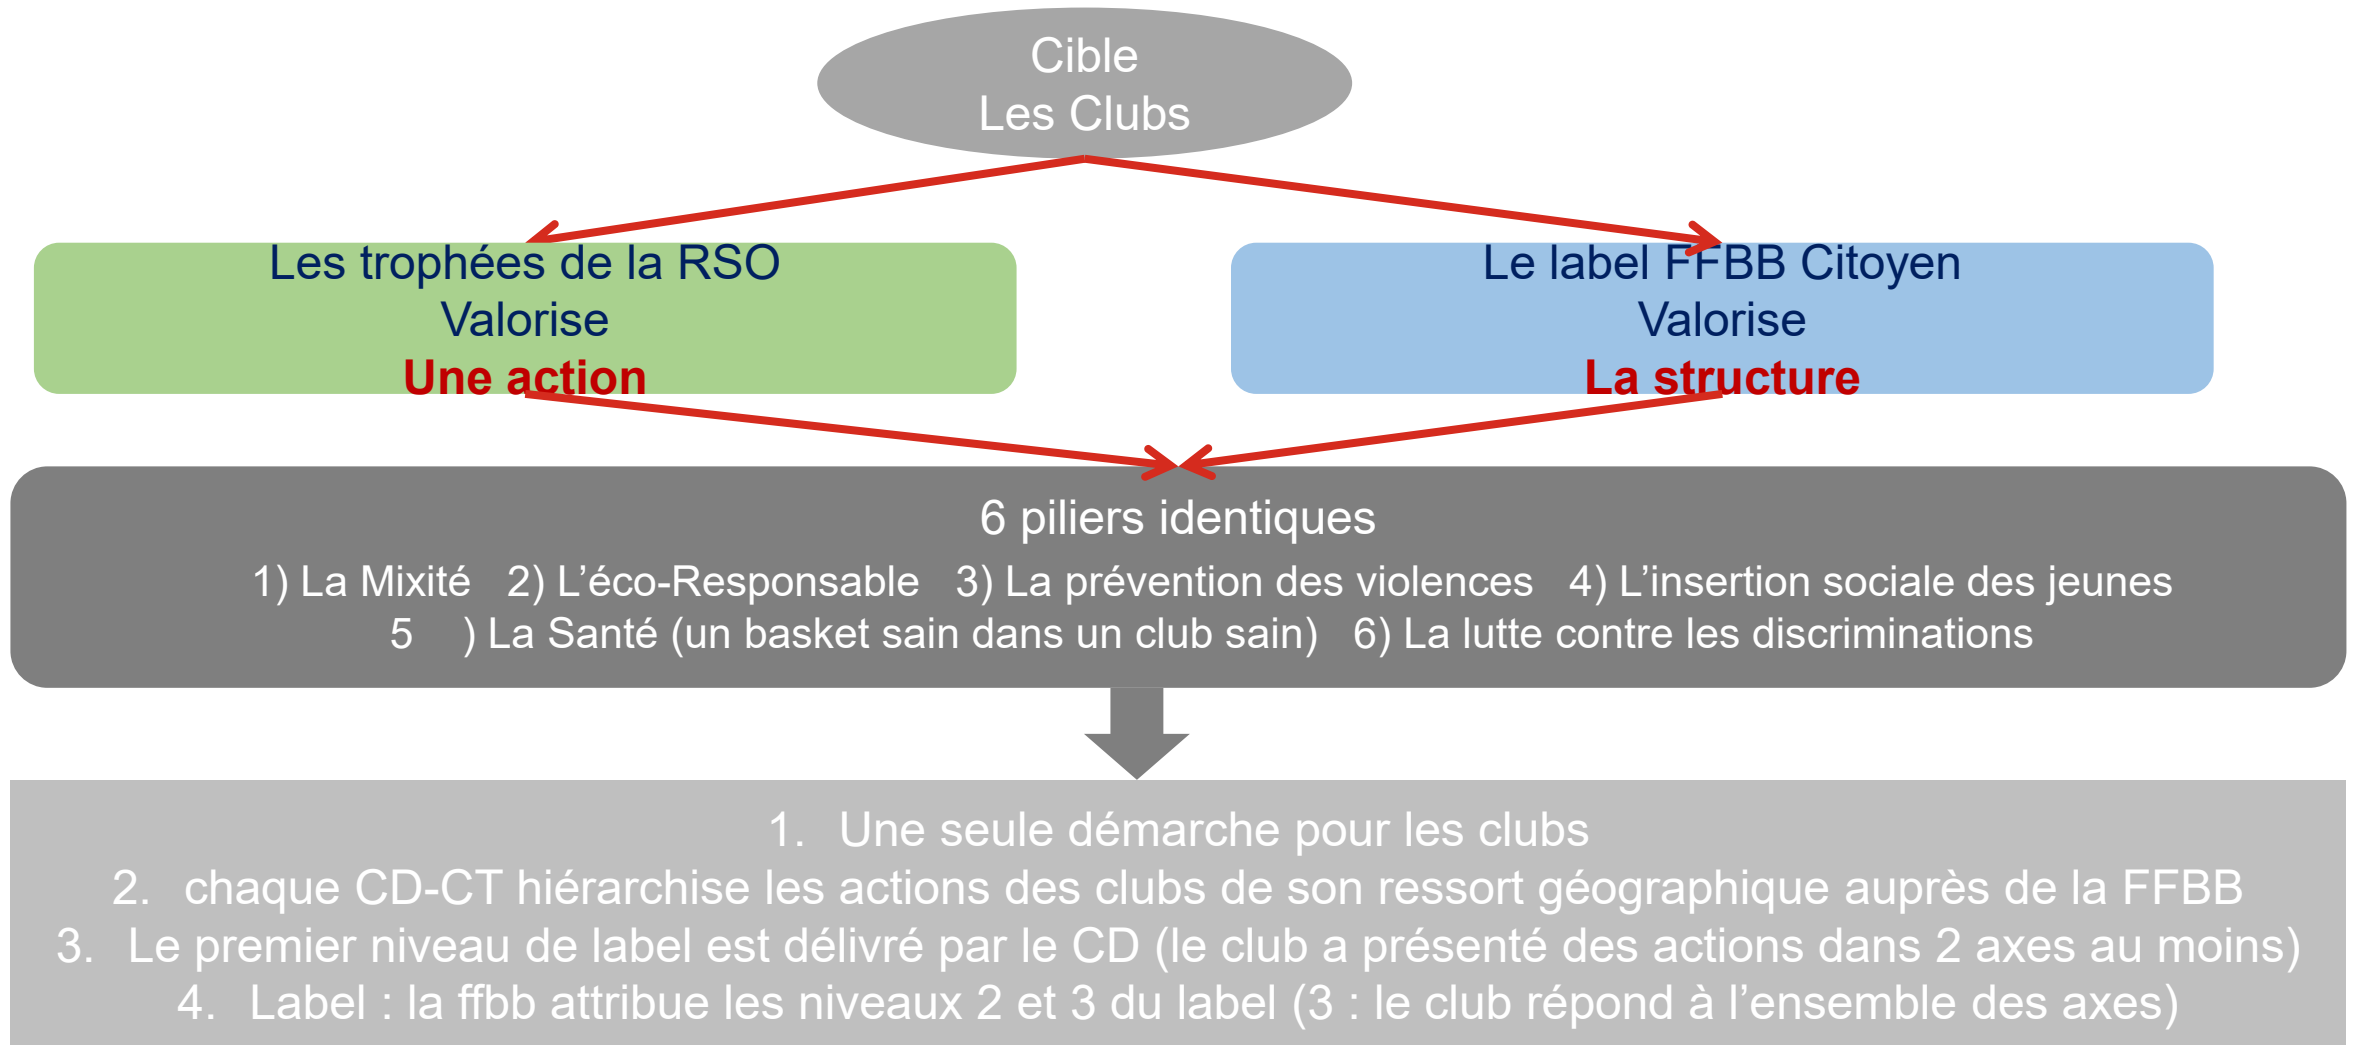 Cible
Les Clubs
Les trophées de la RSO
Valorise
Une action
Le label FFBB Citoyen
Valorise
La structure
6 piliers identiques
1) La Mixité 2) L’éco-Responsable 3) La prévention des violences 4) L’insertion sociale des jeunes
5 ) La Santé (un basket sain dans un club sain) 6) La lutte contre les discriminations
1. Une seule démarche pour les clubs
2. chaque CD-CT hiérarchise les actions des clubs de son ressort géographique auprès de la FFBB
3. Le premier niveau de label est délivré par le CD (le club a présenté des actions dans 2 axes au moins)
4. Label : la ffbb attribue les niveaux 2 et 3 du label (3 : le club répond à l’ensemble des axes)